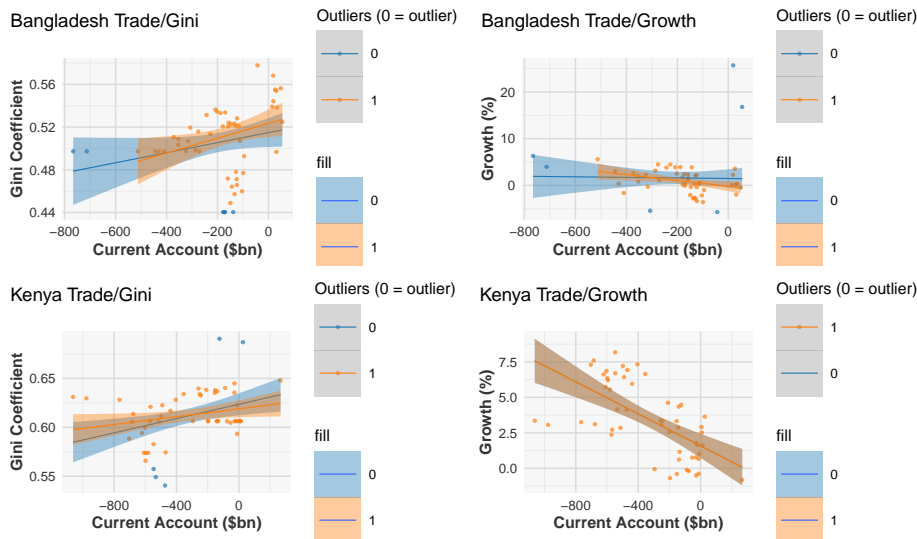 Bangladesh Trade/Gini
Gini Coefficient
0.56
0.52
0.48
0.44
−800 −600 −400 −200 0
Current Account ($bn)
Outliers (0 = outlier)
0
1
fill
0
1
Bangladesh Trade/Growth
Growth (%)
20
10
0
−800 −600 −400 −200 0
Current Account ($bn)
Outliers (0 = outlier)
0
1
fill
0
1
Kenya Trade/Gini
Gini Coefficient
0.65
0.60
0.55
−800 −400 0
Current Account ($bn)
Outliers (0 = outlier)
0
1
fill
0
1
Kenya Trade/Growth
Growth (%)
7.5
5.0
2.5
0.0
−800 −400 0
Current Account ($bn)
Outliers (0 = outlier)
1
0
fill
0
1